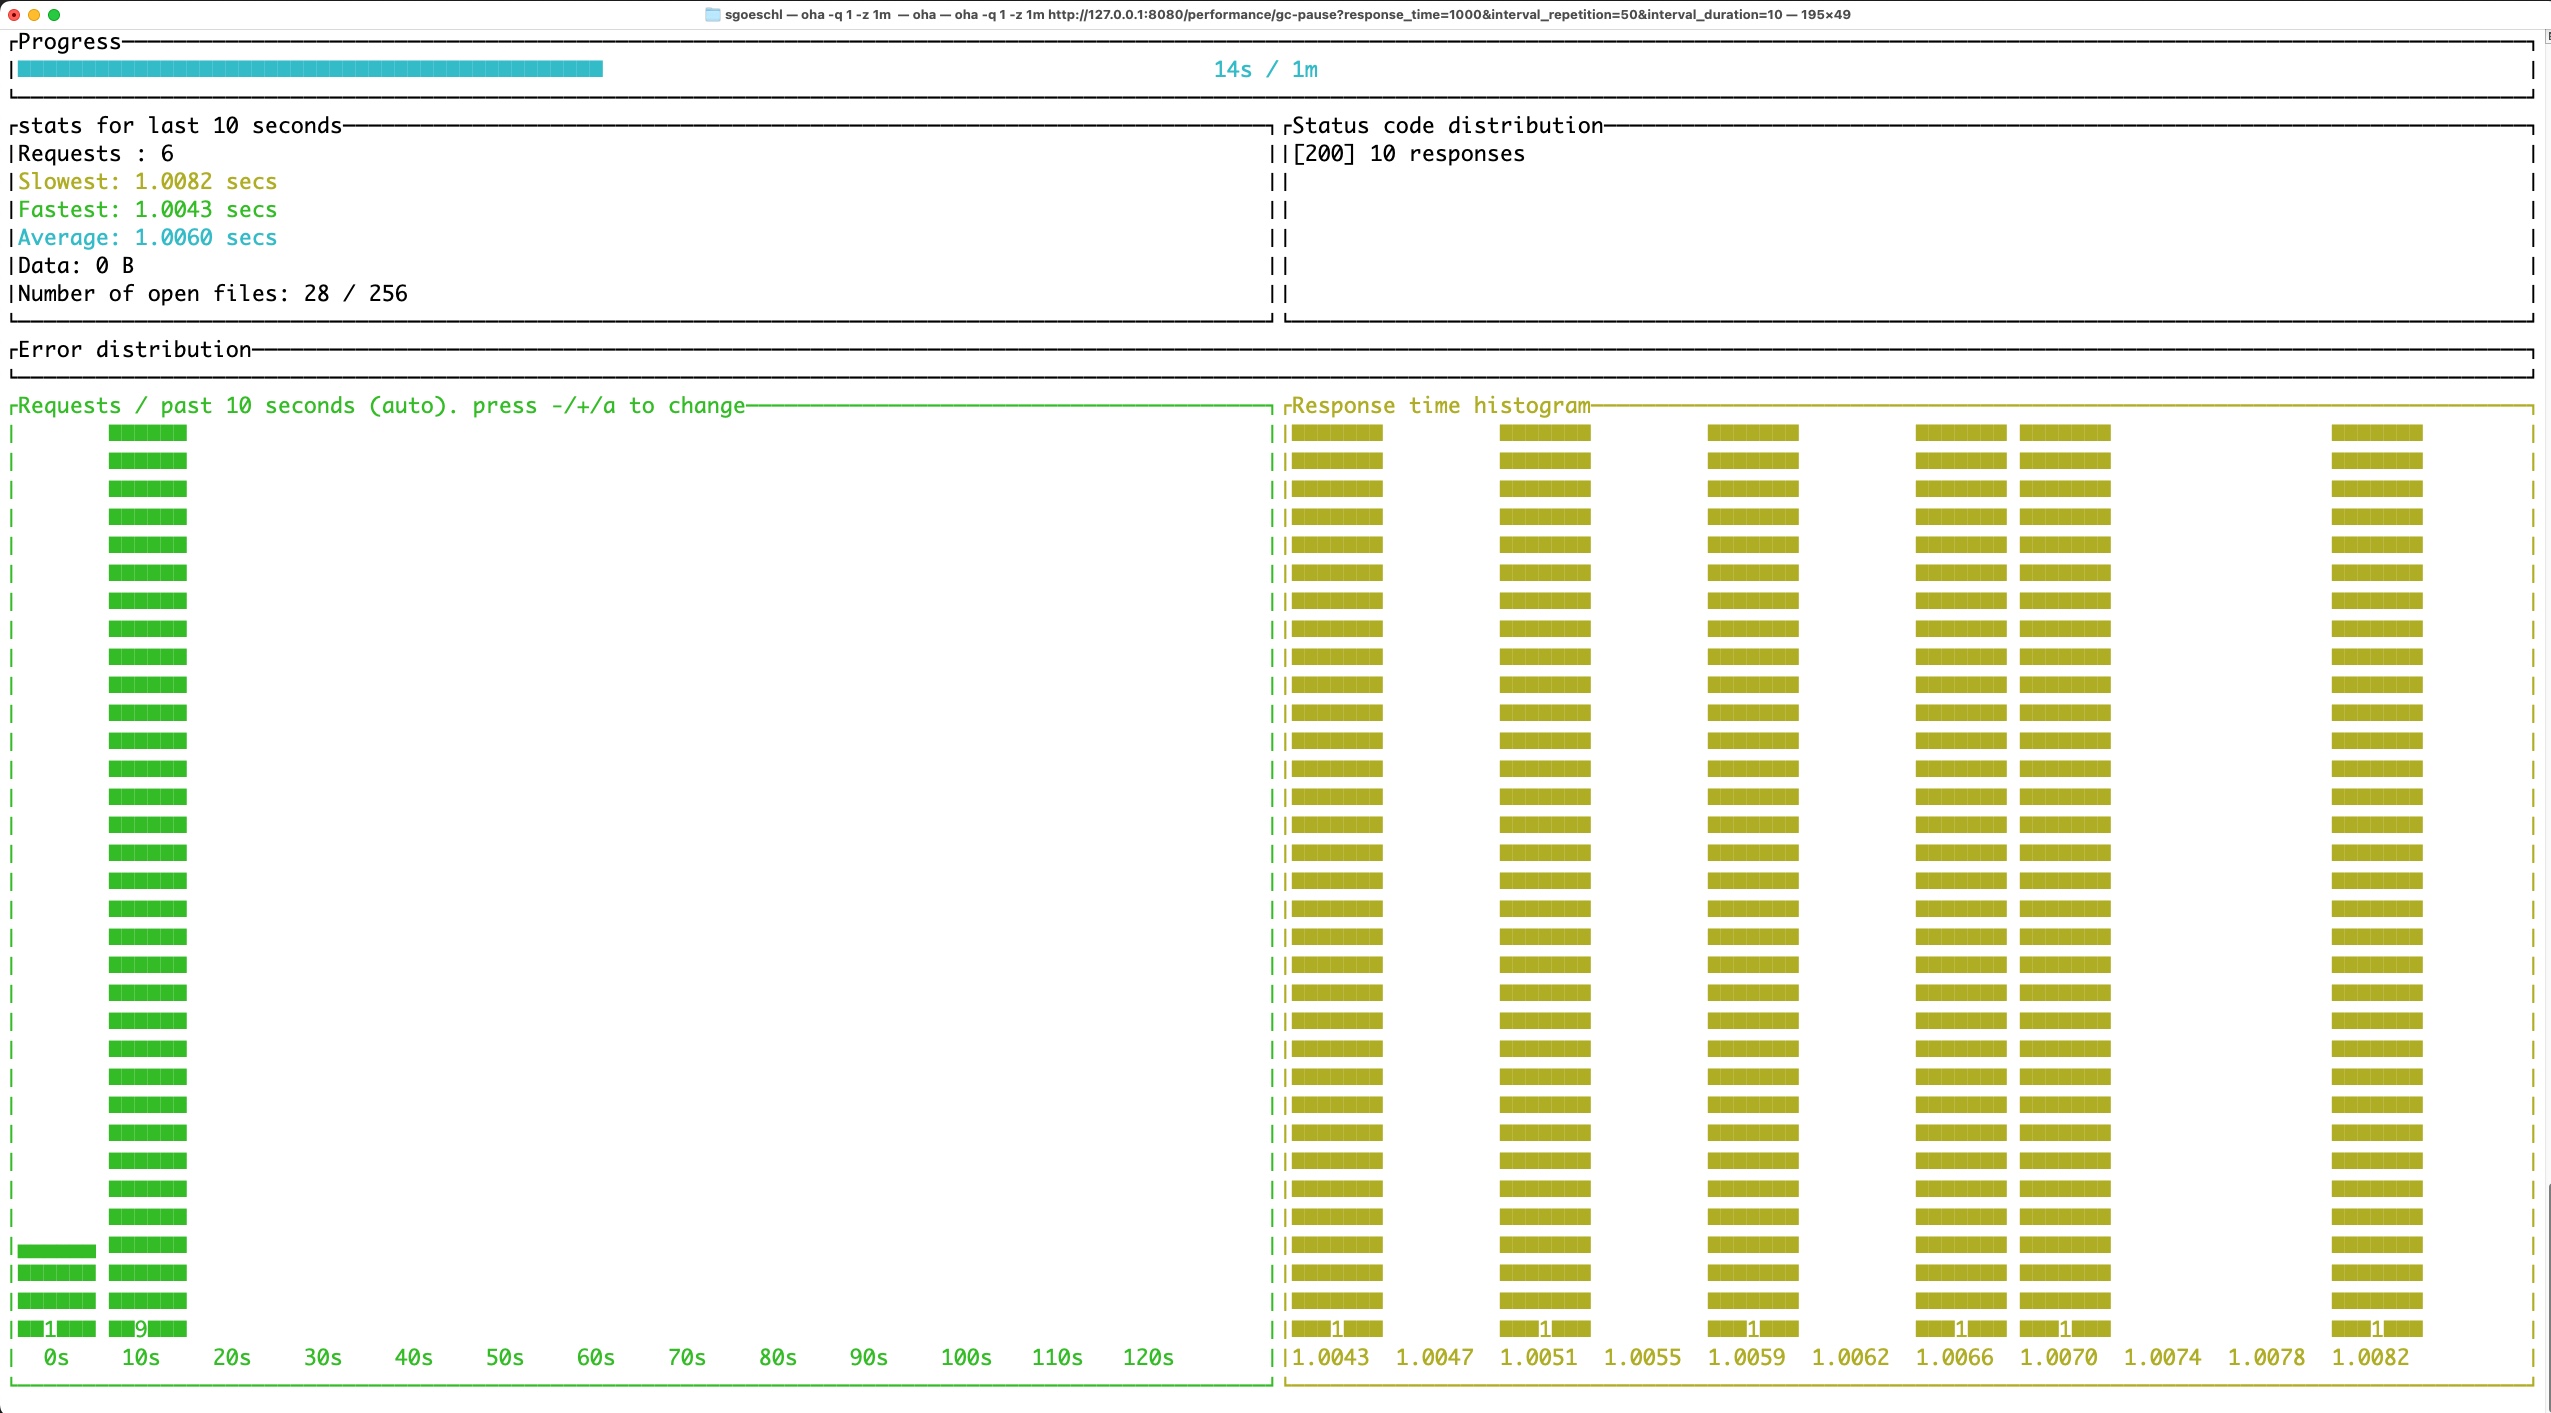 sgoeschl — oha -q 1 -z 1m — oha — oha -q 1 -z 1m http://127.0.0.1:8080/performance/gc-pause?response_time=1000&interval_repetition=50&interval_duration=10 — 195×49
Progress
14s / 1m
stats for last 10 seconds
Requests : 6
Slowest: 1.0082 secs
Fastest: 1.0043 secs
Average: 1.0060 secs
Data: 0 B
Number of open files: 28 / 256
Status code distribution
[200] 10 responses
Error distribution
Requests / past 10 seconds (auto). press -/+/a to change
1 9
0s 10s 20s 30s 40s 50s 60s 70s 80s 90s 100s 110s 120s
Response time histogram
1 1 1 1 1 1
1.0043 1.0047 1.0051 1.0055 1.0059 1.0062 1.0066 1.0070 1.0074 1.0078 1.0082